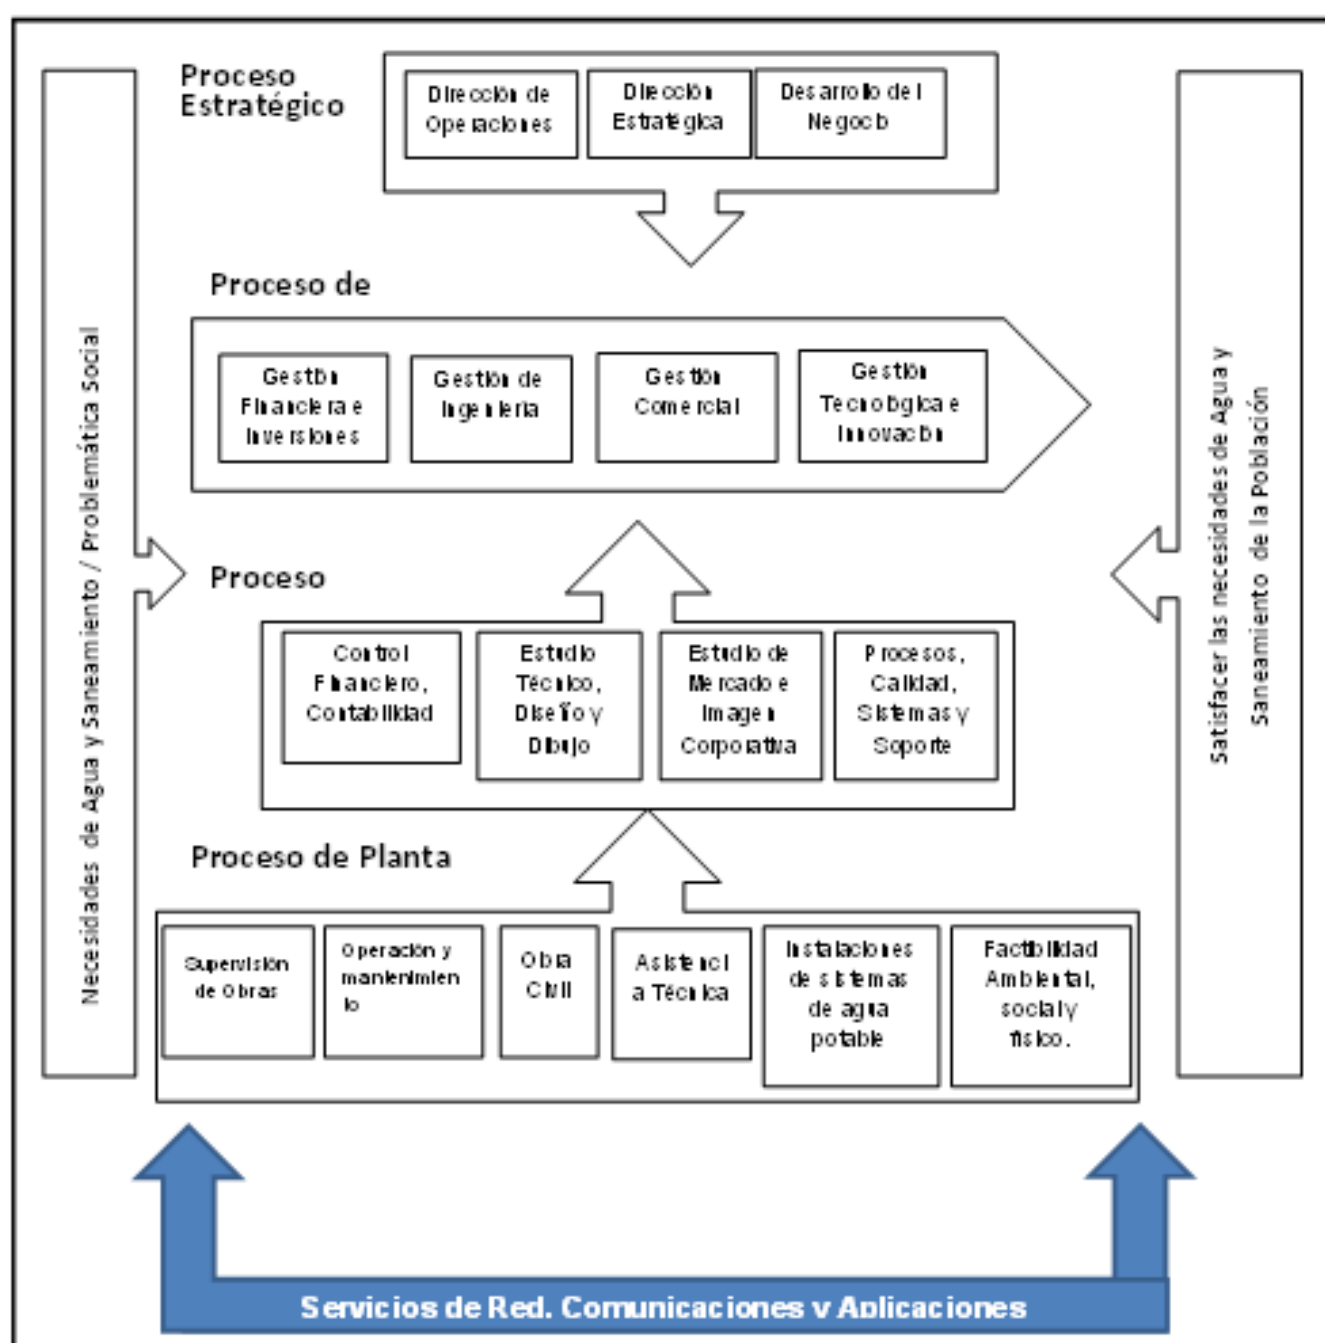 Proceso
Estratégico
Dirección de
Operaciones
Dirección
Estratégica
Desarrollo del
Negocio
Proceso de
Gestión
Financiera e
Inversiones
Gestión de
Ingeniería
Gestión
Comercial
Gestión
Tecnológica e
Innovación
Necesidades de Agua y Saneamiento / Problemática Social
Satisfacer las necesidades de Agua y
Saneamiento de la Población
Proceso
Control
Financiero,
Contabilidad
Estudio
Técnico,
Diseño y
Dibujo
Estudio de
Mercado e
Imagen
Corporativa
Procesos,
Calidad,
Sistemas y
Soporte
Proceso de Planta
Supervisión
de Obras
Operación y
mantenimien
to
Obra
Civil
Asistenci
a Técnica
Instalaciones
de sistemas
de agua
potable
Factibilidad
Ambiental,
social y
físico.
Servicios de Red. Comunicaciones y Aplicaciones